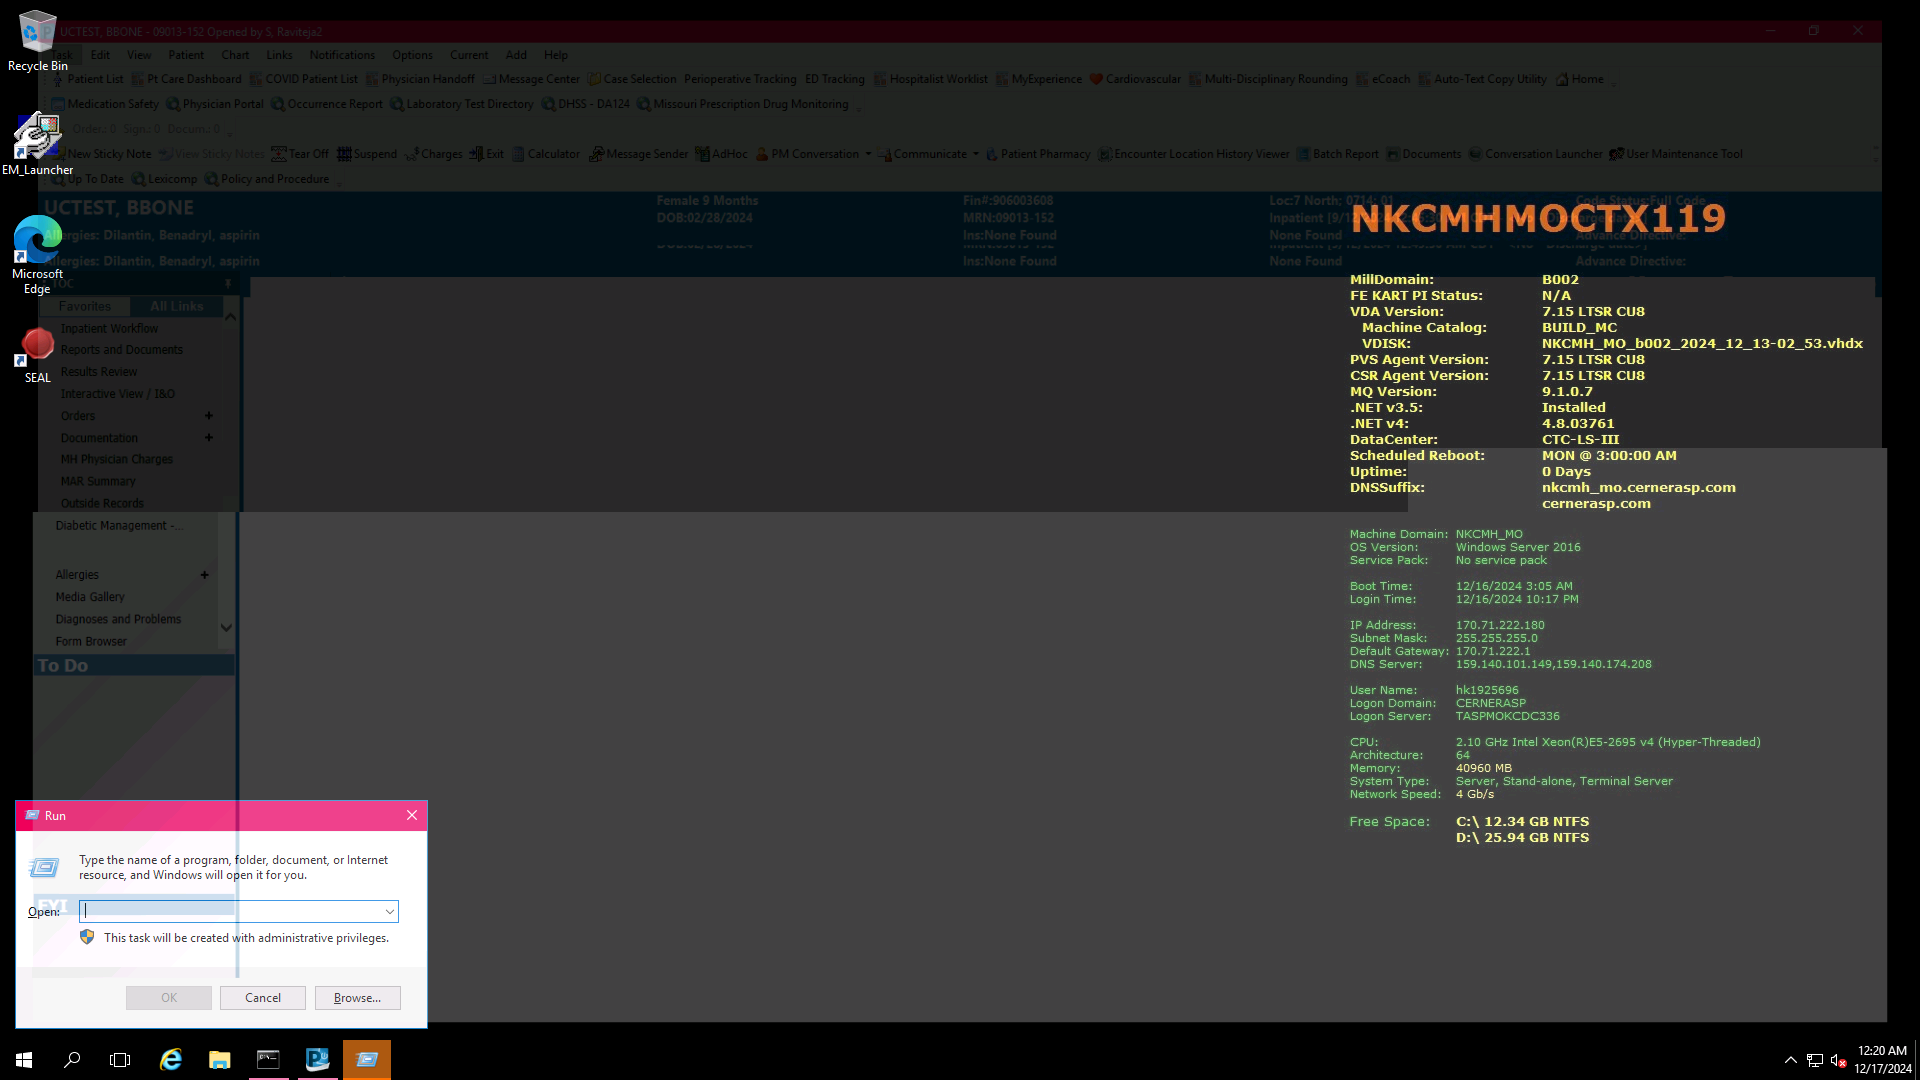 Recycle Bin
EM_Launcher
Microsoft
Edge
SEAL
UCTEST, BBONE - 09013-152 Opened by S, Raviteja2
Task Edit View Patient Chart Links Notifications Options Current Add Help
Patient List Pt Care Dashboard COVID Patient List Physician Handoff Message Center Case Selection Perioperative Tracking ED Tracking Hospitalist Worklist MyExperience Cardiovascular Multi-Disciplinary Rounding eCoach Auto-Text Copy Utility Home
Medication Safety Physician Portal Occurrence Report Laboratory Test Directory DHSS - DA124 Missouri Prescription Drug Monitoring
Order.: 0 Sign.: 0 Docum.: 0
New Sticky Note View Sticky Notes Tear Off Suspend Charges Exit Calculator Message Sender AdHoc PM Conversation Communicate Patient Pharmacy Encounter Location History Viewer Batch Report Documents Conversation Launcher User Maintenance Tool
Up To Date Lexicomp Policy and Procedure
UCTEST, BBONE
Female 9 Months
DOB:02/28/2024
Fin#:906003608
MRN:09013-152
Ins:None Found
Loc:7 North; 0714; 01
Inpatient
None Found
Code Status:Full Code
Advance Directive:
Allergies: Dilantin, Benadryl, aspirin
Allergies: Dilantin, Benadryl, aspirin
Ins:None Found
None Found
Advance Directive:
TOC
Favorites All Links
Inpatient Workflow
Reports and Documents
Results Review
Interactive View / I&O
Orders +
Documentation +
MH Physician Charges
MAR Summary
Outside Records
Diabetic Management -...
Allergies +
Media Gallery
Diagnoses and Problems
Form Browser
To Do
FYI
NKCMHMOCTX119
MillDomain: B002
FE KART PI Status: N/A
VDA Version: 7.15 LTSR CU8
Machine Catalog: BUILD_MC
VDISK: NKCMH_MO_b002_2024_12_13-02_53.vhdx
PVS Agent Version: 7.15 LTSR CU8
CSR Agent Version: 7.15 LTSR CU8
MQ Version: 9.1.0.7
.NET v3.5: Installed
.NET v4: 4.8.03761
DataCenter: CTC-LS-III
Scheduled Reboot: MON @ 3:00:00 AM
Uptime: 0 Days
DNSSuffix: nkcmh_mo.cernerasp.com
cernerasp.com
Machine Domain: NKCMH_MO
OS Version: Windows Server 2016
Service Pack: No service pack
Boot Time: 12/16/2024 3:05 AM
Login Time: 12/16/2024 10:17 PM
IP Address: 170.71.222.180
Subnet Mask: 255.255.255.0
Default Gateway: 170.71.222.1
DNS Server: 159.140.101.149,159.140.174.208
User Name: hk1925696
Logon Domain: CERNERASP
Logon Server: TASPMOKCDC336
CPU: 2.10 GHz Intel Xeon(R)E5-2695 v4 (Hyper-Threaded)
Architecture: 64
Memory: 40960 MB
System Type: Server, Stand-alone, Terminal Server
Network Speed: 4 Gb/s
Free Space: C:\ 12.34 GB NTFS
D:\ 25.94 GB NTFS
Run
Type the name of a program, folder, document, or Internet
resource, and Windows will open it for you.
Open:
This task will be created with administrative privileges.
OK Cancel Browse...
12:20 AM
12/17/2024